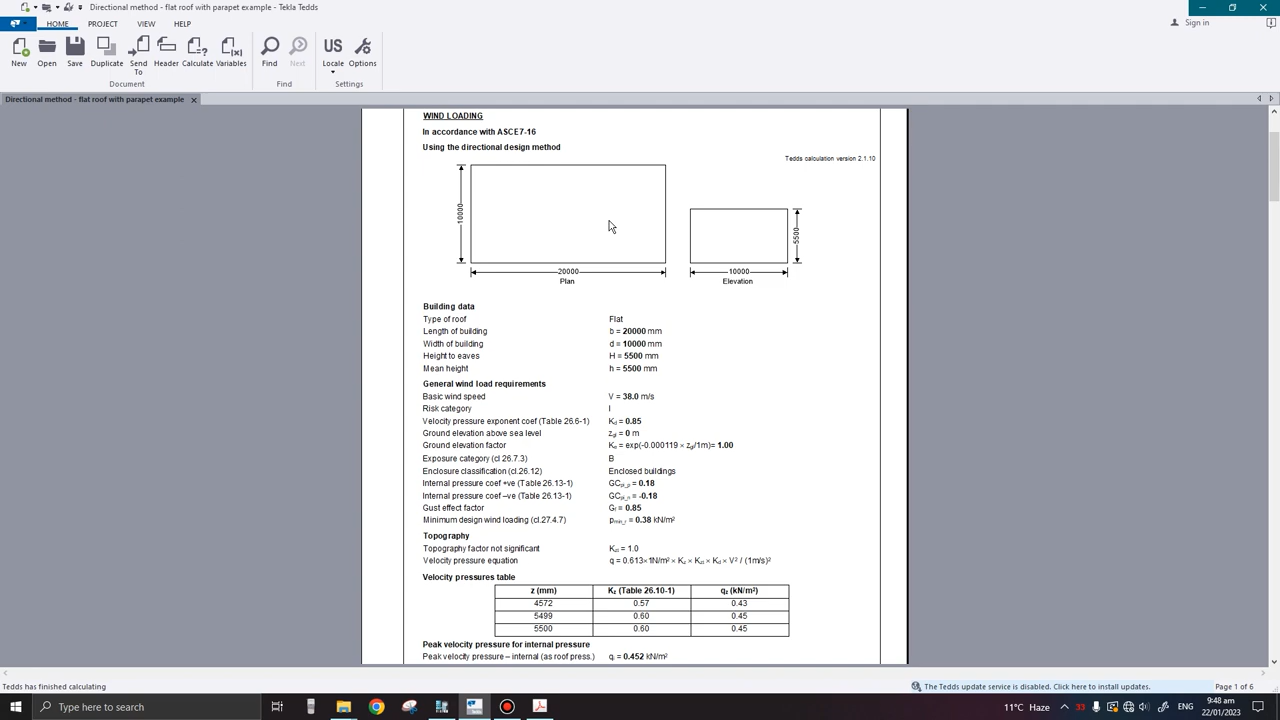 Directional method - flat roof with parapet example - Tekla Tedds
HOME PROJECT VIEW HELP
Sign in
New Open Save Duplicate Send To Header Calculate Variables Find Next US Locale Options
Document Find Settings
Directional method - flat roof with parapet example
WIND LOADING
In accordance with ASCE7-16
Using the directional design method
Tedds calculation version 2.1.10
10000
5500
20000
10000
Plan
Elevation
Building data
Type of roof Flat
Length of building b = 20000 mm
Width of building d = 10000 mm
Height to eaves H = 5500 mm
Mean height h = 5500 mm
General wind load requirements
Basic wind speed V = 38.0 m/s
Risk category I
Velocity pressure exponent coef (Table 26.6-1) Kd = 0.85
Ground elevation above sea level zgl = 0 m
Ground elevation factor Ke = exp(-0.000119 × zgl/1m)= 1.00
Exposure category (cl 26.7.3) B
Enclosure classification (cl.26.12) Enclosed buildings
Internal pressure coef +ve (Table 26.13-1) GCpi_p = 0.18
Internal pressure coef –ve (Table 26.13-1) GCpi_n = -0.18
Gust effect factor Gf = 0.85
Minimum design wind loading (cl.27.4.7) pmin_r = 0.38 kN/m²
Topography
Topography factor not significant Kzt = 1.0
Velocity pressure equation q = 0.613×1N/m² × Kz × Kzt × Kd × V² / (1m/s)²
Velocity pressures table
z (mm) Kz (Table 26.10-1) qz (kN/m²)
4572 0.57 0.43
5499 0.60 0.45
5500 0.60 0.45
Peak velocity pressure for internal pressure
Peak velocity pressure – internal (as roof press.) qi = 0.452 kN/m²
Tedds has finished calculating
The Tedds update service is disabled. Click here to install updates.
Page 1 of 6
Type here to search
11°C Haze
33
9:48 am
22/01/2023